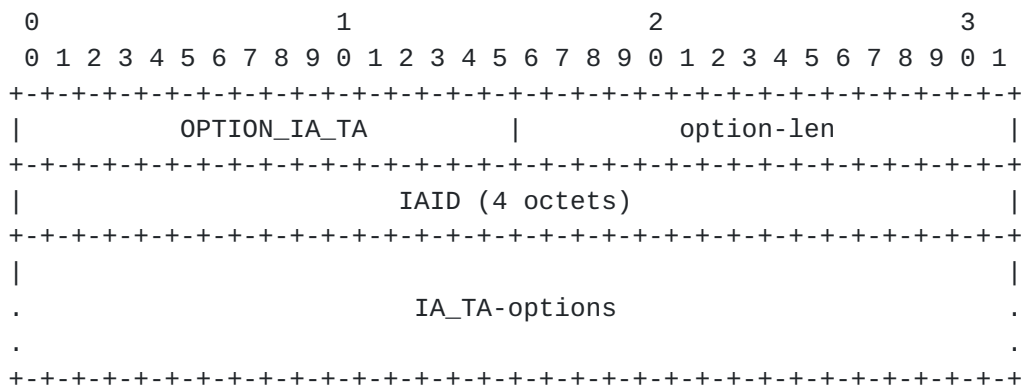 0                   1                   2                   3
 0 1 2 3 4 5 6 7 8 9 0 1 2 3 4 5 6 7 8 9 0 1 2 3 4 5 6 7 8 9 0 1
+-+-+-+-+-+-+-+-+-+-+-+-+-+-+-+-+-+-+-+-+-+-+-+-+-+-+-+-+-+-+-+-+
|          OPTION_IA_TA         |          option-len           |
+-+-+-+-+-+-+-+-+-+-+-+-+-+-+-+-+-+-+-+-+-+-+-+-+-+-+-+-+-+-+-+-+
|                        IAID (4 octets)                        |
+-+-+-+-+-+-+-+-+-+-+-+-+-+-+-+-+-+-+-+-+-+-+-+-+-+-+-+-+-+-+-+-+
|                                                               |
.                         IA_TA-options                         .
.                                                               .
+-+-+-+-+-+-+-+-+-+-+-+-+-+-+-+-+-+-+-+-+-+-+-+-+-+-+-+-+-+-+-+-+